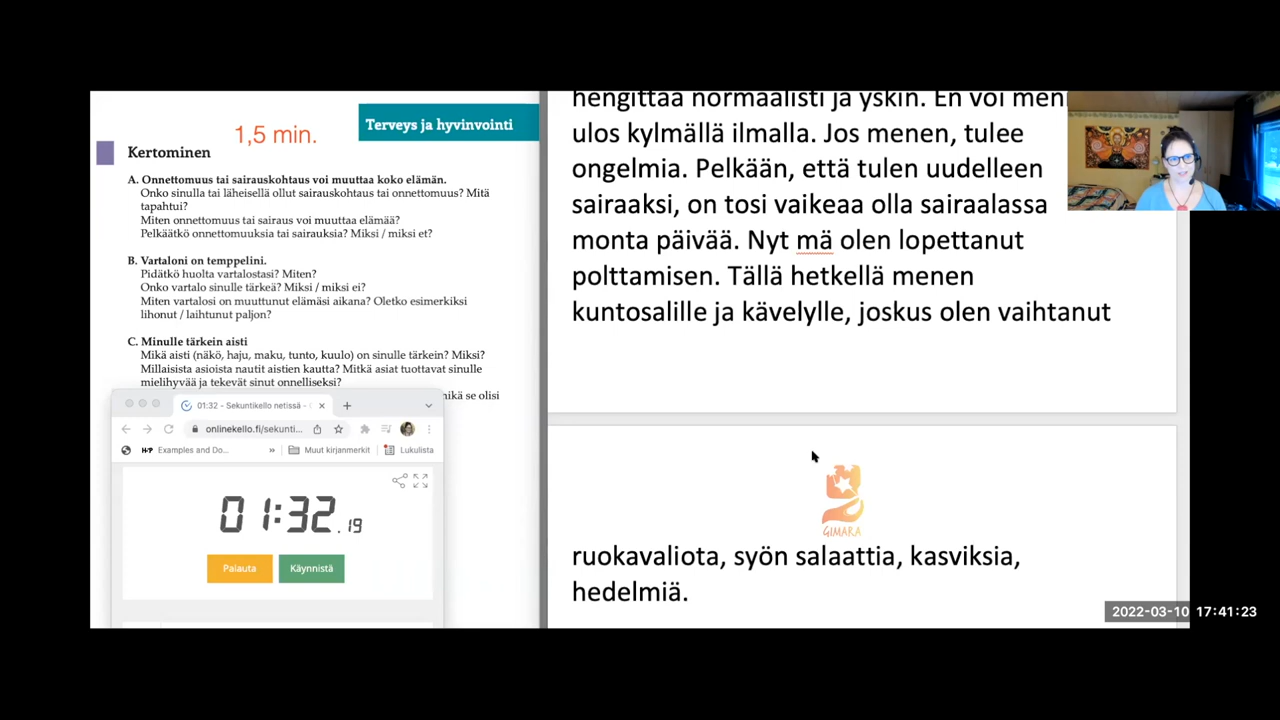 1,5 min.
Terveys ja hyvinvointi
Kertominen
A. Onnettomuus tai sairauskohtaus voi muuttaa koko elämän.
Onko sinulla tai läheisellä ollut sairauskohtaus tai onnettomuus? Mitä
tapahtui?
Miten onnettomuus tai sairaus voi muuttaa elämää?
Pelkäätkö onnettomuuksia tai sairauksia? Miksi / miksi et?
B. Vartaloni on temppelini.
Pidätkö huolta vartalostasi? Miten?
Onko vartalo sinulle tärkeä? Miksi / miksi ei?
Miten vartalosi on muuttunut elämäsi aikana? Oletko esimerkiksi
lihonut / laihtunut paljon?
C. Minulle tärkein aisti
Mikä aisti (näkö, haju, maku, tunto, kuulo) on sinulle tärkein? Miksi?
Millaisista asioista nautit aistien kautta? Mitkä asiat tuottavat sinulle
mielihyvää ja tekevät sinut onnelliseksi?
mikä se olisi
01:32 - Sekuntikello netissä -
onlinekello.fi/sekunti...
H+P Examples and Do... » Muut kirjanmerkit Lukulista
01:32.19
Palauta Käynnistä
hengittää normaalisti ja yskin. En voi
ulos kylmällä ilmalla. Jos menen, tulee
ongelmia. Pelkään, että tulen uudelleen
sairaaksi, on tosi vaikeaa olla sairaalassa
monta päivää. Nyt mä olen lopettanut
polttamisen. Tällä hetkellä menen
kuntosalille ja kävelylle, joskus olen vaihtanut
GIMARA
ruokavaliota, syön salaattia, kasviksia,
hedelmiä.
2022-03-10 17:41:23